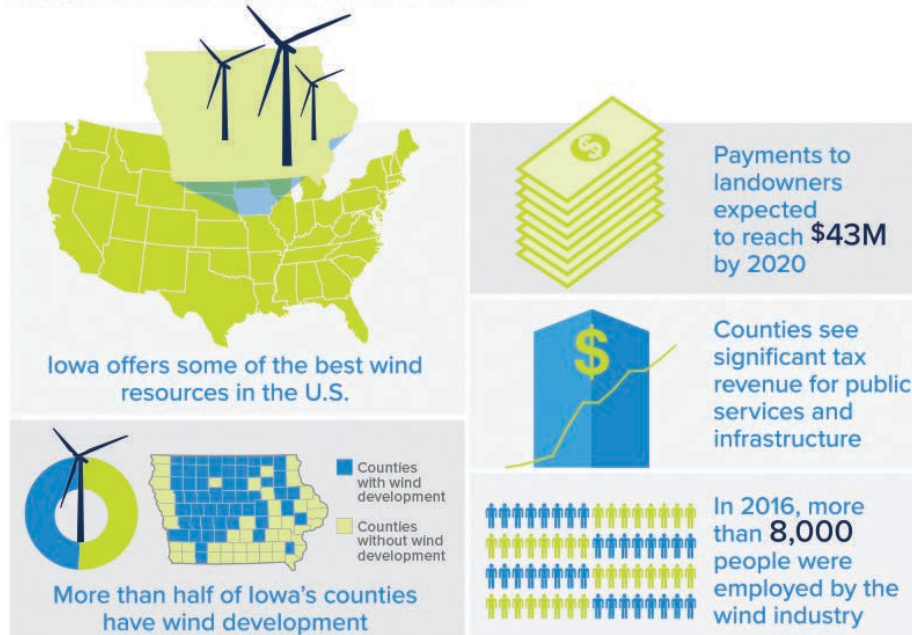 Iowa offers some of the best wind
resources in the U.S.
Counties
with wind
development
Counties
without wind
development
More than half of Iowa's counties
have wind development
$
Payments to
landowners
expected
to reach $43M
by 2020
$
Counties see
significant tax
revenue for public
services and
infrastructure
In 2016, more
than 8,000
people were
employed by the
wind industry